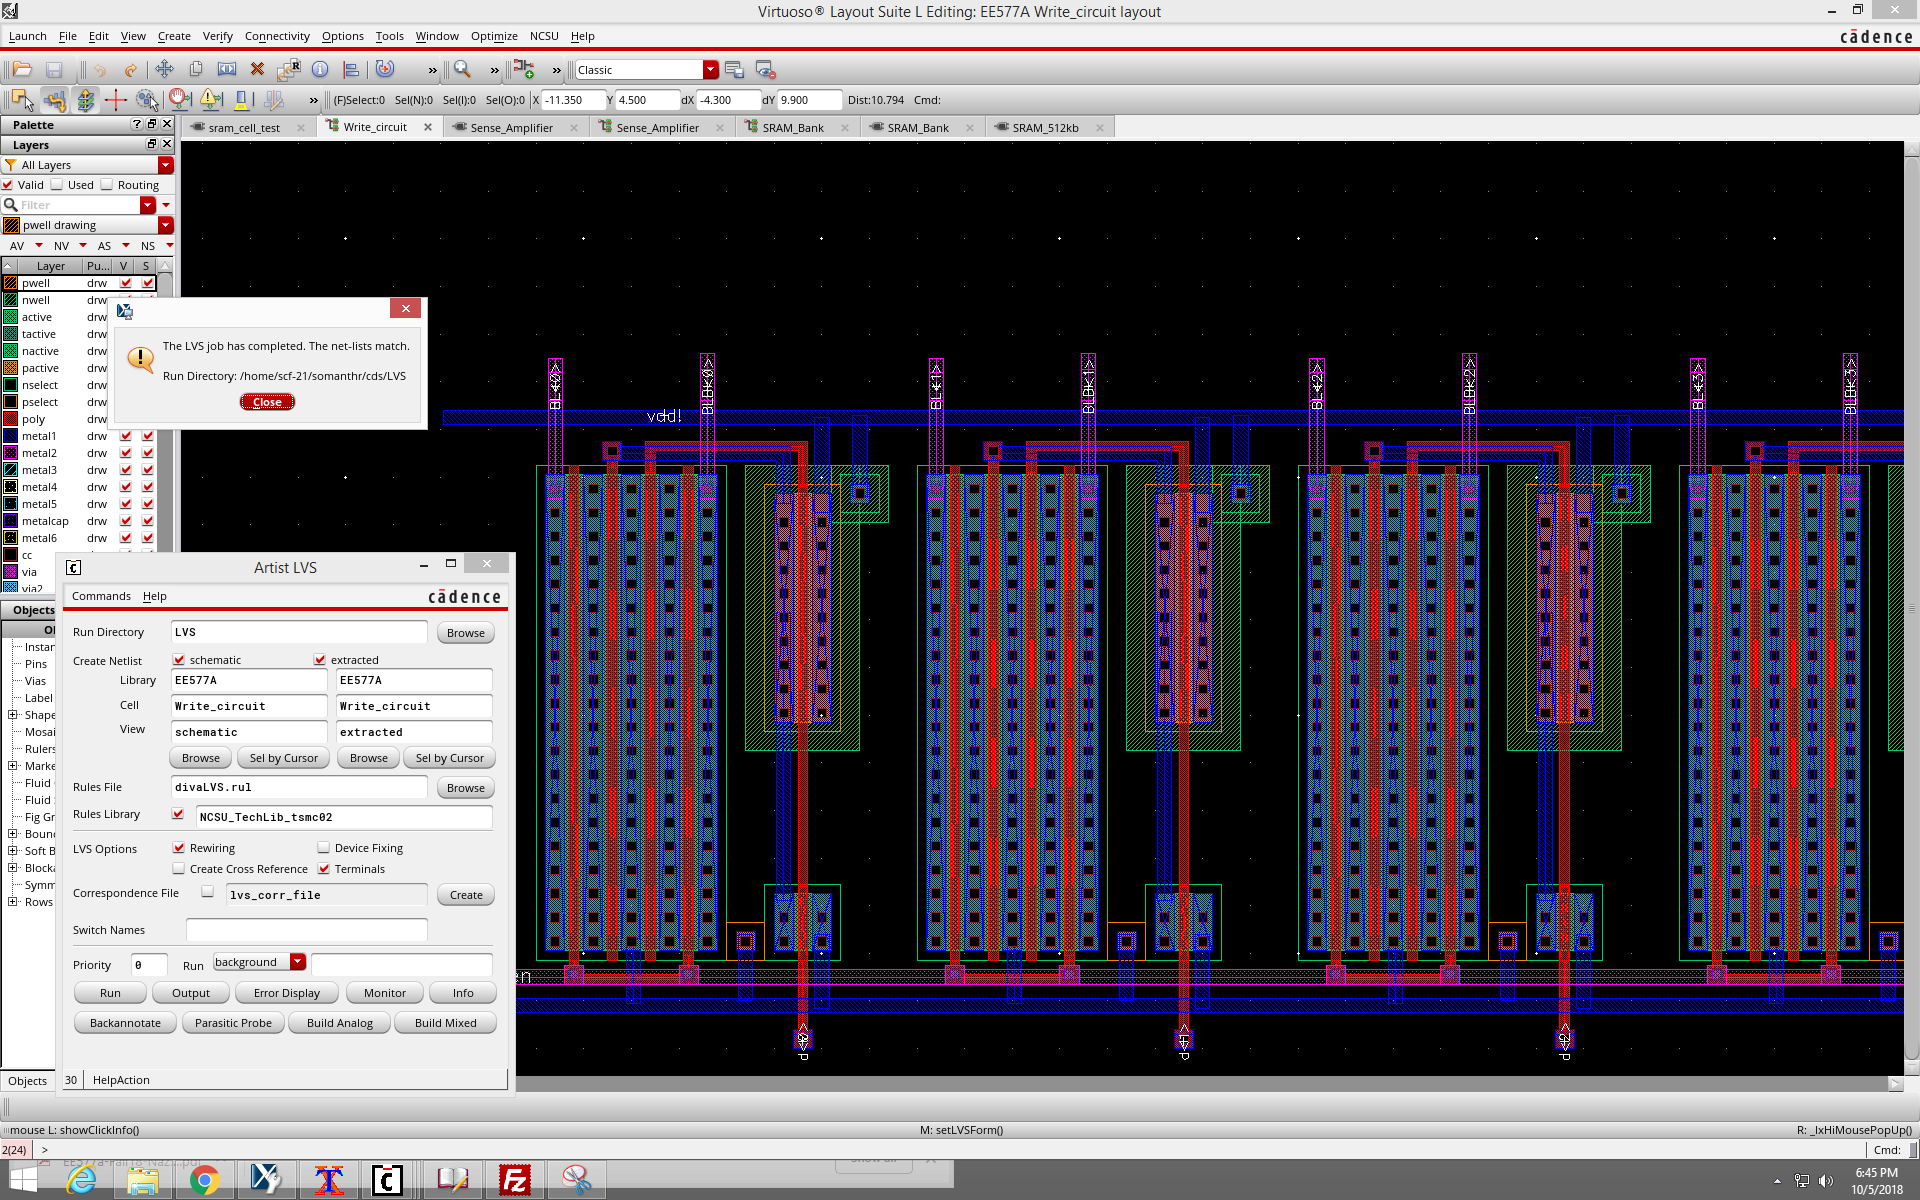 Virtuoso® Layout Suite L Editing: EE577A Write_circuit layout
Launch File Edit View Create Verify Connectivity Options Tools Window Optimize NCSU Help
cādence
» » » Classic
» (F)Select:0 Sel(N):0 Sel(I):0 Sel(O):0 X -11.350 Y 4.500 dX -4.300 dY 9.900 Dist:10.794 Cmd:
Palette
sram_cell_test Write_circuit Sense_Amplifier Sense_Amplifier SRAM_Bank SRAM_Bank SRAM_512kb
Layers
All Layers
Valid Used Routing
Filter
pwell drawing
AV NV AS NS
Layer Pu... V S
pwell drw
nwell drw
active drw
tactive drw
nactive drw
pactive drw
nselect drw
pselect drw
poly drw
metal1 drw
metal2 drw
metal3 drw
metal4 drw
metal5 drw
metalcap drw
metal6 drw
cc
via
via2
The LVS job has completed. The net-lists match.
Run Directory: /home/scf-21/somanthr/cds/LVS
Close
BL<0> BLB<0> BL<1> BLB<1> BL<2> BLB<2> BL<3> BLB<3>
vdd!
Objects
Instan
Pins
Vias
Label
Shape
Mosai
Rulers
Marke
Fluid
Fluid
Fig Gr
Bound
Soft B
Blocka
Symm
Rows
Objects
Artist LVS
Commands Help
cādence
Run Directory LVS Browse
Create Netlist schematic extracted
Library EE577A EE577A
Cell Write_circuit Write_circuit
View schematic extracted
Browse Sel by Cursor Browse Sel by Cursor
Rules File divaLVS.rul Browse
Rules Library NCSU_TechLib_tsmc02
LVS Options Rewiring Device Fixing
Create Cross Reference Terminals
Correspondence File lvs_corr_file Create
Switch Names
Priority 0 Run background
Run Output Error Display Monitor Info
Backannotate Parasitic Probe Build Analog Build Mixed
30 HelpAction
en
d<0> d<1> d<2>
mouse L: showClickInfo() M: setLVSForm() R: _lxHiMousePopUp()
2(24) > Cmd:
6:45 PM
10/5/2018